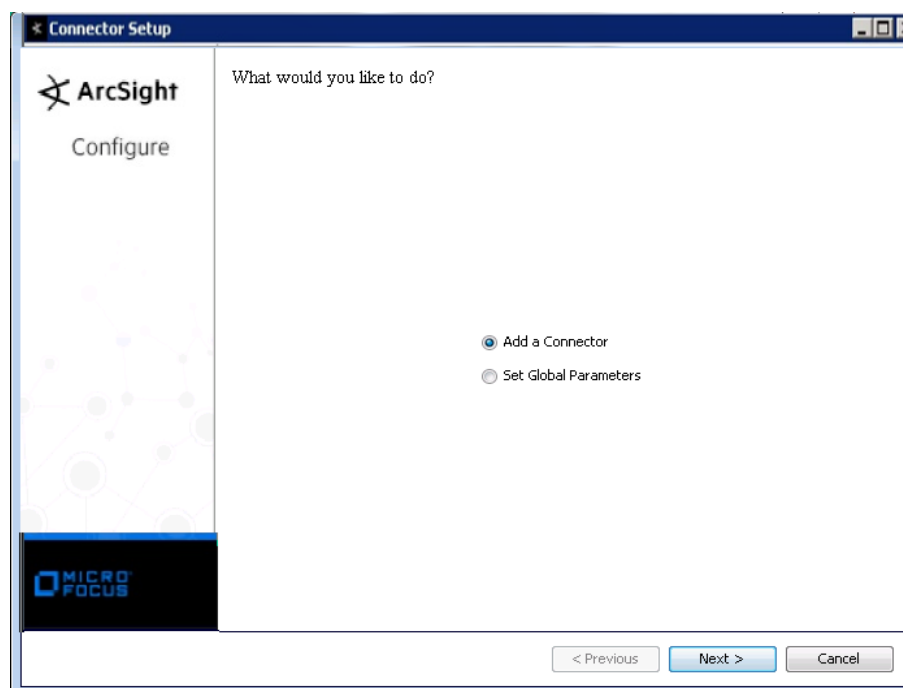 Connector Setup
ArcSight
Configure
What would you like to do?
Add a Connector
Set Global Parameters
MICRO
FOCUS
< Previous
Next >
Cancel